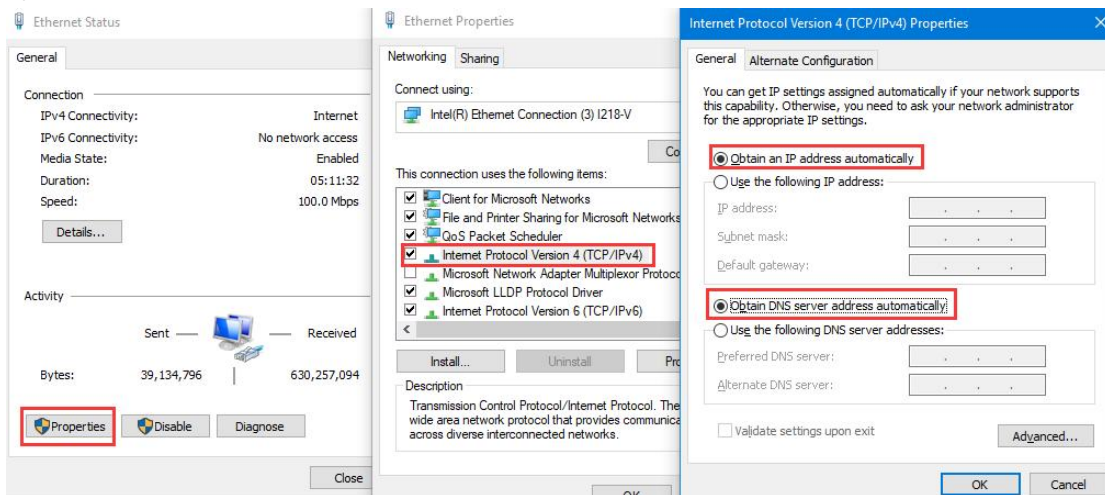 Ethernet Status
General
Connection
IPv4 Connectivity: Internet
IPv6 Connectivity: No network access
Media State: Enabled
Duration: 05:11:32
Speed: 100.0 Mbps
Details...
Activity
Sent — Received
Bytes: 39,134,796 630,257,094
Properties Disable Diagnose
Close
Ethernet Properties
Networking Sharing
Connect using:
Intel(R) Ethernet Connection (3) I218-V
Co
This connection uses the following items:
Client for Microsoft Networks
File and Printer Sharing for Microsoft Networks
QoS Packet Scheduler
Internet Protocol Version 4 (TCP/IPv4)
Microsoft Network Adapter Multiplexor Protoco
Microsoft LLDP Protocol Driver
Internet Protocol Version 6 (TCP/IPv6)
Install... Uninstall Pro
Description
Transmission Control Protocol/Internet Protocol. The
wide area network protocol that provides communica
across diverse interconnected networks.
OK
Internet Protocol Version 4 (TCP/IPv4) Properties
General Alternate Configuration
You can get IP settings assigned automatically if your network supports
this capability. Otherwise, you need to ask your network administrator
for the appropriate IP settings.
Obtain an IP address automatically
Use the following IP address:
IP address:
Subnet mask:
Default gateway:
Obtain DNS server address automatically
Use the following DNS server addresses:
Preferred DNS server:
Alternate DNS server:
Validate settings upon exit
Advanced...
OK Cancel